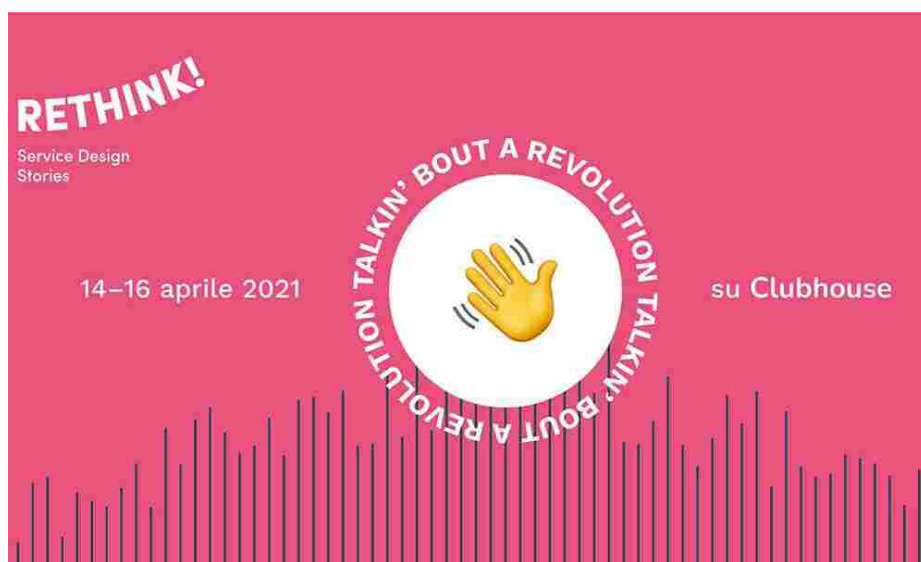 RETHINK!
Service Design
Stories
TALKIN' BOUT A REVOLUTION TALKIN' BOUT A REVOLUTION
14–16 aprile 2021
su Clubhouse